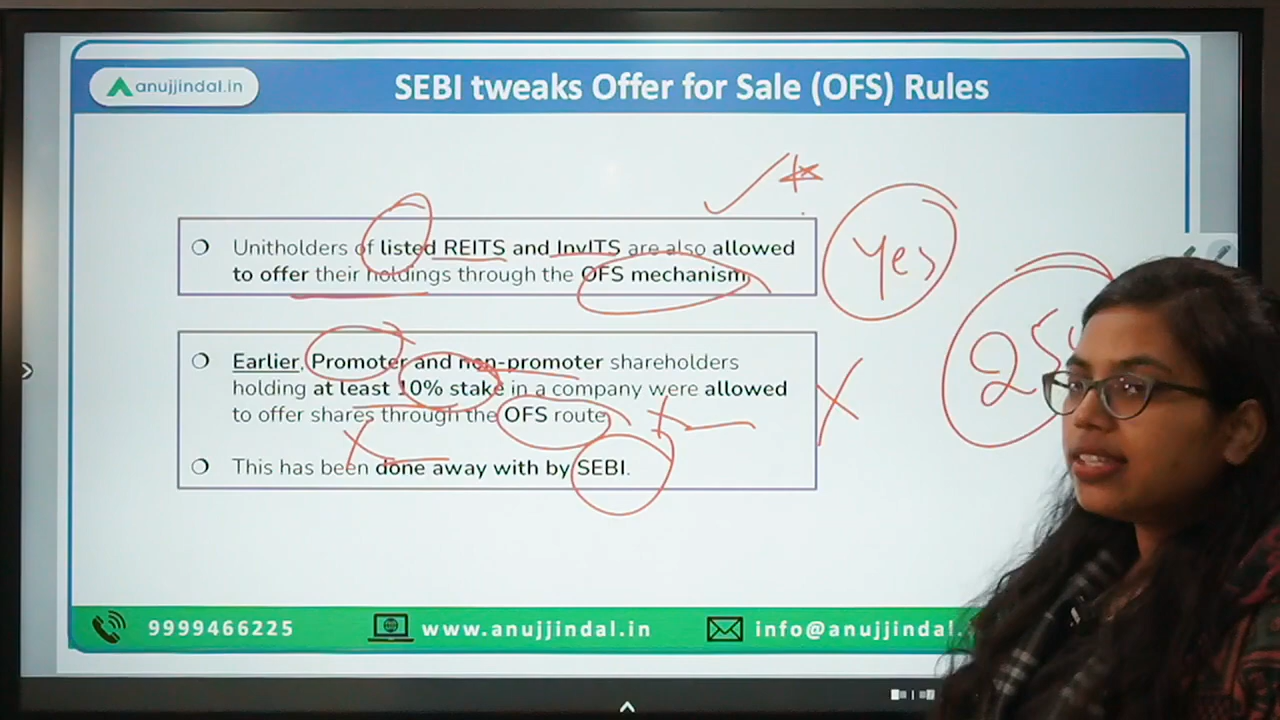 anujjindal.in
SEBI tweaks Offer for Sale (OFS) Rules
Unitholders of listed REITS and InvITS are also allowed
to offer their holdings through the OFS mechanism
Yes
Earlier, Promoter and non-promoter shareholders
holding at least 10% stake in a company were allowed
to offer shares through the OFS route
This has been done away with by SEBI.
9999466225
www.anujjindal.in
info@anujjindal.